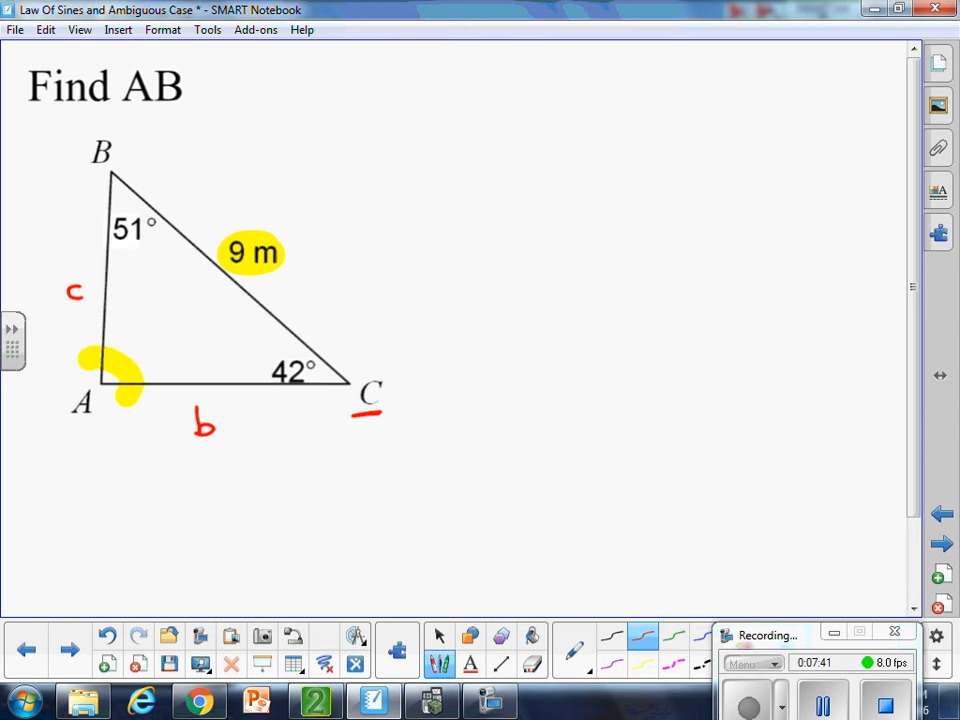 Law Of Sines and Ambiguous Case * - SMART Notebook
File Edit View Insert Format Tools Add-ons Help
Find AB
B
51°
9 m
c
42°
A
C
b
Recording...
Menu
0:07:41
8.0 fps